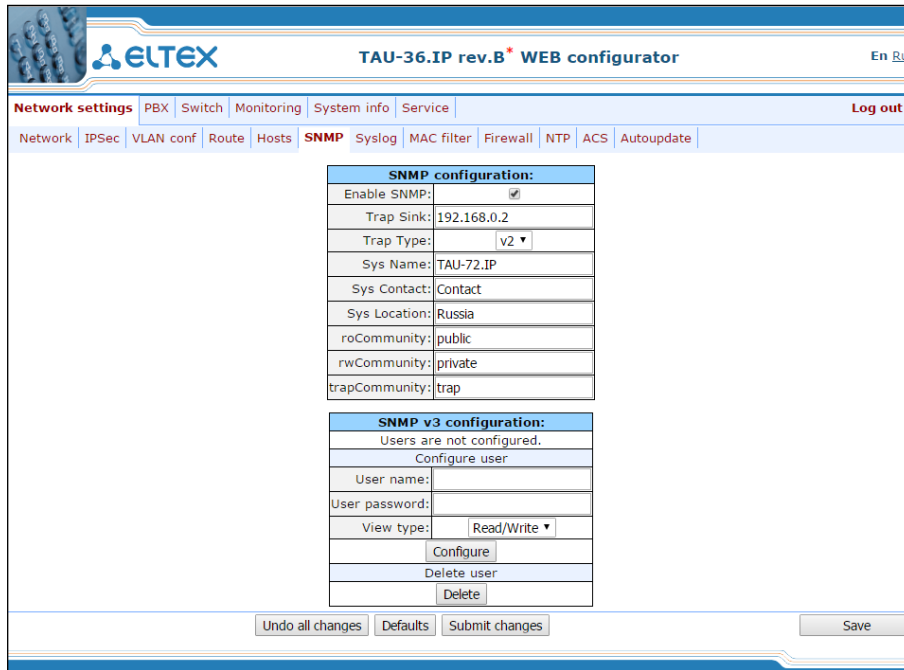 ELTEX
TAU-36.IP rev.B* WEB configurator
En Ru
Network settings PBX Switch Monitoring System info Service Log out
Network IPSec VLAN conf Route Hosts SNMP Syslog MAC filter Firewall NTP ACS Autoupdate
SNMP configuration:
Enable SNMP:
Trap Sink: 192.168.0.2
Trap Type: v2
Sys Name: TAU-72.IP
Sys Contact: Contact
Sys Location: Russia
roCommunity: public
rwCommunity: private
trapCommunity: trap
SNMP v3 configuration:
Users are not configured.
Configure user
User name:
User password:
View type: Read/Write
Configure
Delete user
Delete
Undo all changes Defaults Submit changes Save